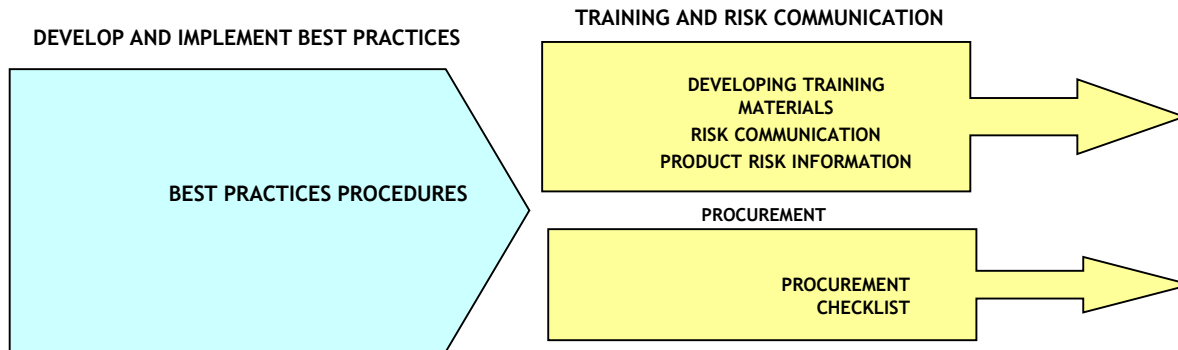 DEVELOP AND IMPLEMENT BEST PRACTICES
BEST PRACTICES PROCEDURES
TRAINING AND RISK COMMUNICATION
DEVELOPING TRAINING
MATERIALS
RISK COMMUNICATION
PRODUCT RISK INFORMATION
PROCUREMENT
PROCUREMENT
CHECKLIST